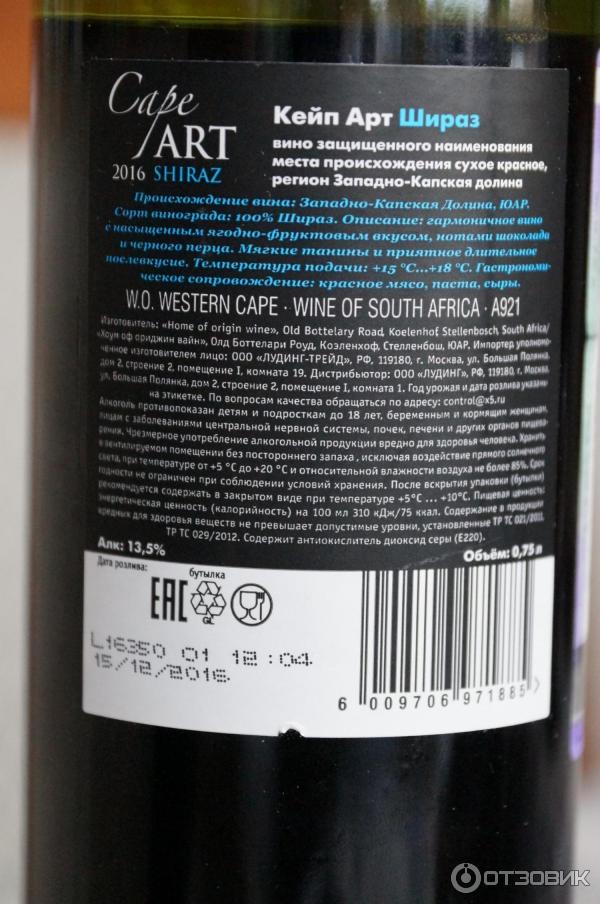 Cape
ART
2016 SHIRAZ
Кейп Арт Шираз
вино защищенного наименования
места происхождения сухое красное,
регион Западно-Капская долина
Происхождение вина: Западно-Капская Долина, ЮАР.
Сорт винограда: 100% Шираз. Описание: гармоничное вино
с насыщенным ягодно-фруктовым вкусом, нотами шоколада
и черного перца. Мягкие танины и приятное длительное
послевкусие. Температура подачи: +15 °С...+18 °С. Гастрономи-
ческое сопровождение: красное мясо, паста, сыры.
W.O. WESTERN CAPE · WINE OF SOUTH AFRICA · A921
Изготовитель: «Home of origin wine», Old Bottelary Road, Koelenhof, Stellenbosch, South Africa/
«Хоум оф ориджин вайн», Олд Боттелари Роуд, Коэленхоф, Стелленбош, ЮАР. Импортер, уполномо-
ченное изготовителем лицо: ООО «ЛУДИНГ-ТРЕЙД», РФ, 119180, г. Москва, ул. Большая Полянка,
дом 2, строение 2, помещение I, комната 19. Дистрибьютор: ООО «ЛУДИНГ», РФ, 119180, г. Москва,
ул. Большая Полянка, дом 2, строение 2, помещение I, комната 1. Год урожая и дата розлива указаны
на этикетке. По вопросам качества обращаться по адресу: control@x5.ru
Алкоголь противопоказан детям и подросткам до 18 лет, беременным и кормящим женщинам,
лицам с заболеваниями центральной нервной системы, почек, печени и других органов пищева-
рения. Чрезмерное употребление алкогольной продукции вредно для здоровья человека. Хранить
в вентилируемом помещении без постороннего запаха , исключая воздействие прямого солнечного
света, при температуре от +5 °С до +20 °С и относительной влажности воздуха не более 85%. Срок
годности не ограничен при соблюдении условий хранения. После вскрытия упаковки (бутылки)
рекомендуется содержать в закрытом виде при температуре +5°С ... +10°С. Пищевая ценность:
энергетическая ценность (калорийность) на 100 мл 310 кДж/75 ккал. Содержание в продукции
вредных для здоровья веществ не превышает допустимые уровни, установленные ТР ТС 021/2011,
ТР ТС 029/2012. Содержит антиокислитель диоксид серы (Е220).
Алк: 13,5%
Объём: 0,75 л
Дата розлива:
бутылка
EAC
GL
L16350 01 12:04
15/12/2016
6 009706 971885 >
ОТЗОВИК